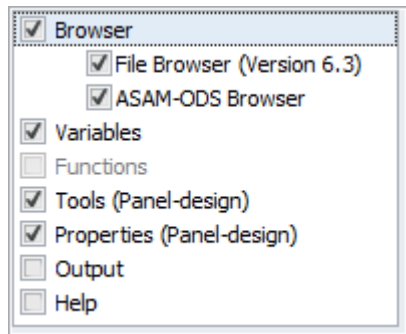 Browser
File Browser (Version 6.3)
ASAM-ODS Browser
Variables
Functions
Tools (Panel-design)
Properties (Panel-design)
Output
Help